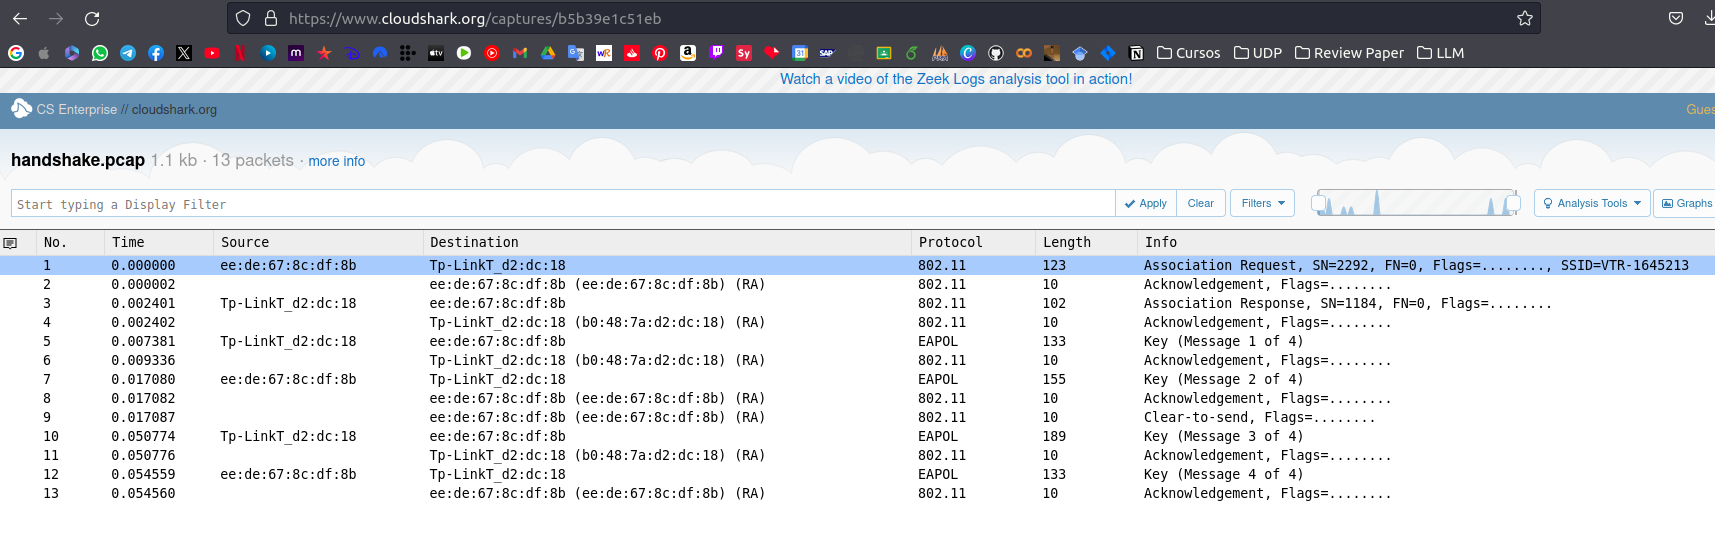 https://www.cloudshark.org/captures/b5b39e1c51eb
Cursos UDP Review Paper LLM
Watch a video of the Zeek Logs analysis tool in action!
CS Enterprise // cloudshark.org Gues
handshake.pcap 1.1 kb · 13 packets · more info
Start typing a Display Filter Apply Clear Filters Analysis Tools Graphs
No. Time Source Destination Protocol Length Info
1 0.000000 ee:de:67:8c:df:8b Tp-LinkT_d2:dc:18 802.11 123 Association Request, SN=2292, FN=0, Flags=........, SSID=VTR-1645213
2 0.000002 ee:de:67:8c:df:8b (ee:de:67:8c:df:8b) (RA) 802.11 10 Acknowledgement, Flags=........
3 0.002401 Tp-LinkT_d2:dc:18 ee:de:67:8c:df:8b 802.11 102 Association Response, SN=1184, FN=0, Flags=........
4 0.002402 Tp-LinkT_d2:dc:18 (b0:48:7a:d2:dc:18) (RA) 802.11 10 Acknowledgement, Flags=........
5 0.007381 Tp-LinkT_d2:dc:18 ee:de:67:8c:df:8b EAPOL 133 Key (Message 1 of 4)
6 0.009336 Tp-LinkT_d2:dc:18 (b0:48:7a:d2:dc:18) (RA) 802.11 10 Acknowledgement, Flags=........
7 0.017080 ee:de:67:8c:df:8b Tp-LinkT_d2:dc:18 EAPOL 155 Key (Message 2 of 4)
8 0.017082 ee:de:67:8c:df:8b (ee:de:67:8c:df:8b) (RA) 802.11 10 Acknowledgement, Flags=........
9 0.017087 ee:de:67:8c:df:8b (ee:de:67:8c:df:8b) (RA) 802.11 10 Clear-to-send, Flags=........
10 0.050774 Tp-LinkT_d2:dc:18 ee:de:67:8c:df:8b EAPOL 189 Key (Message 3 of 4)
11 0.050776 Tp-LinkT_d2:dc:18 (b0:48:7a:d2:dc:18) (RA) 802.11 10 Acknowledgement, Flags=........
12 0.054559 ee:de:67:8c:df:8b Tp-LinkT_d2:dc:18 EAPOL 133 Key (Message 4 of 4)
13 0.054560 ee:de:67:8c:df:8b (ee:de:67:8c:df:8b) (RA) 802.11 10 Acknowledgement, Flags=........